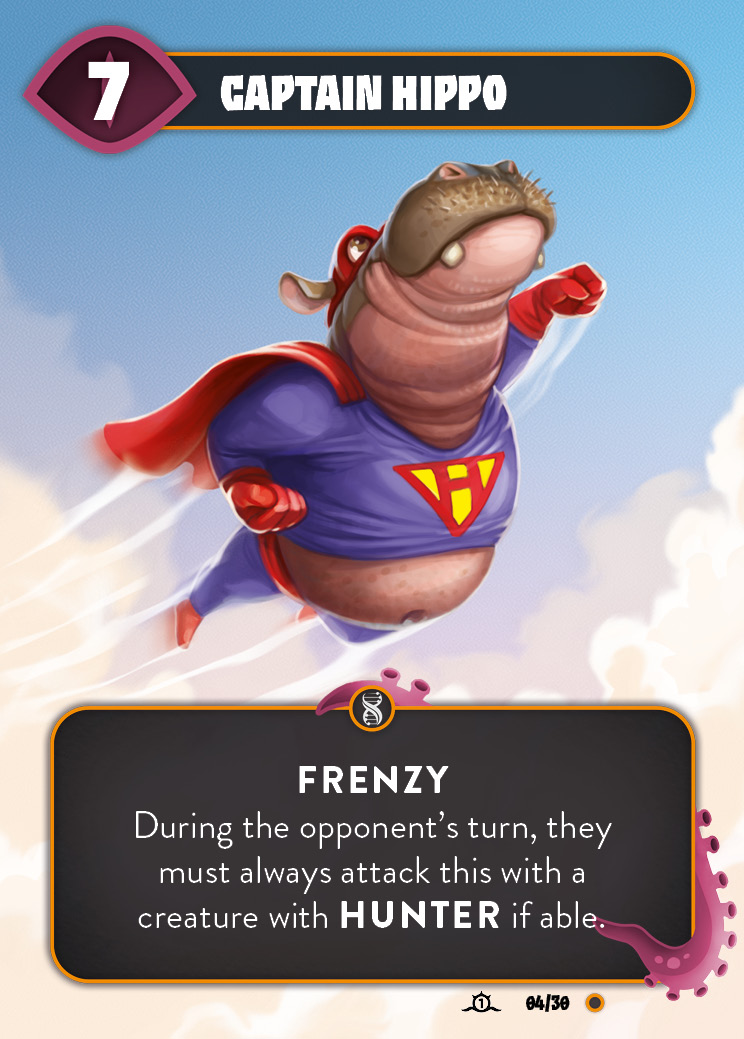 7
CAPTAIN HIPPO
H
FRENZY
During the opponent's turn, they
must always attack this with a
creature with HUNTER if able.
1 04/30